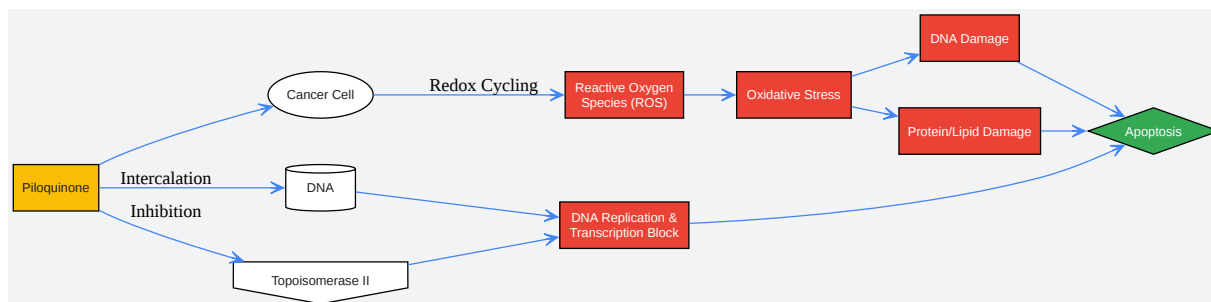 DNA Damage
Redox Cycling
Cancer Cell
Reactive Oxygen
Species (ROS)
Oxidative Stress
Protein/Lipid Damage
Apoptosis
Piloquinone
Intercalation
DNA
Inhibition
DNA Replication &
Transcription Block
Topoisomerase II